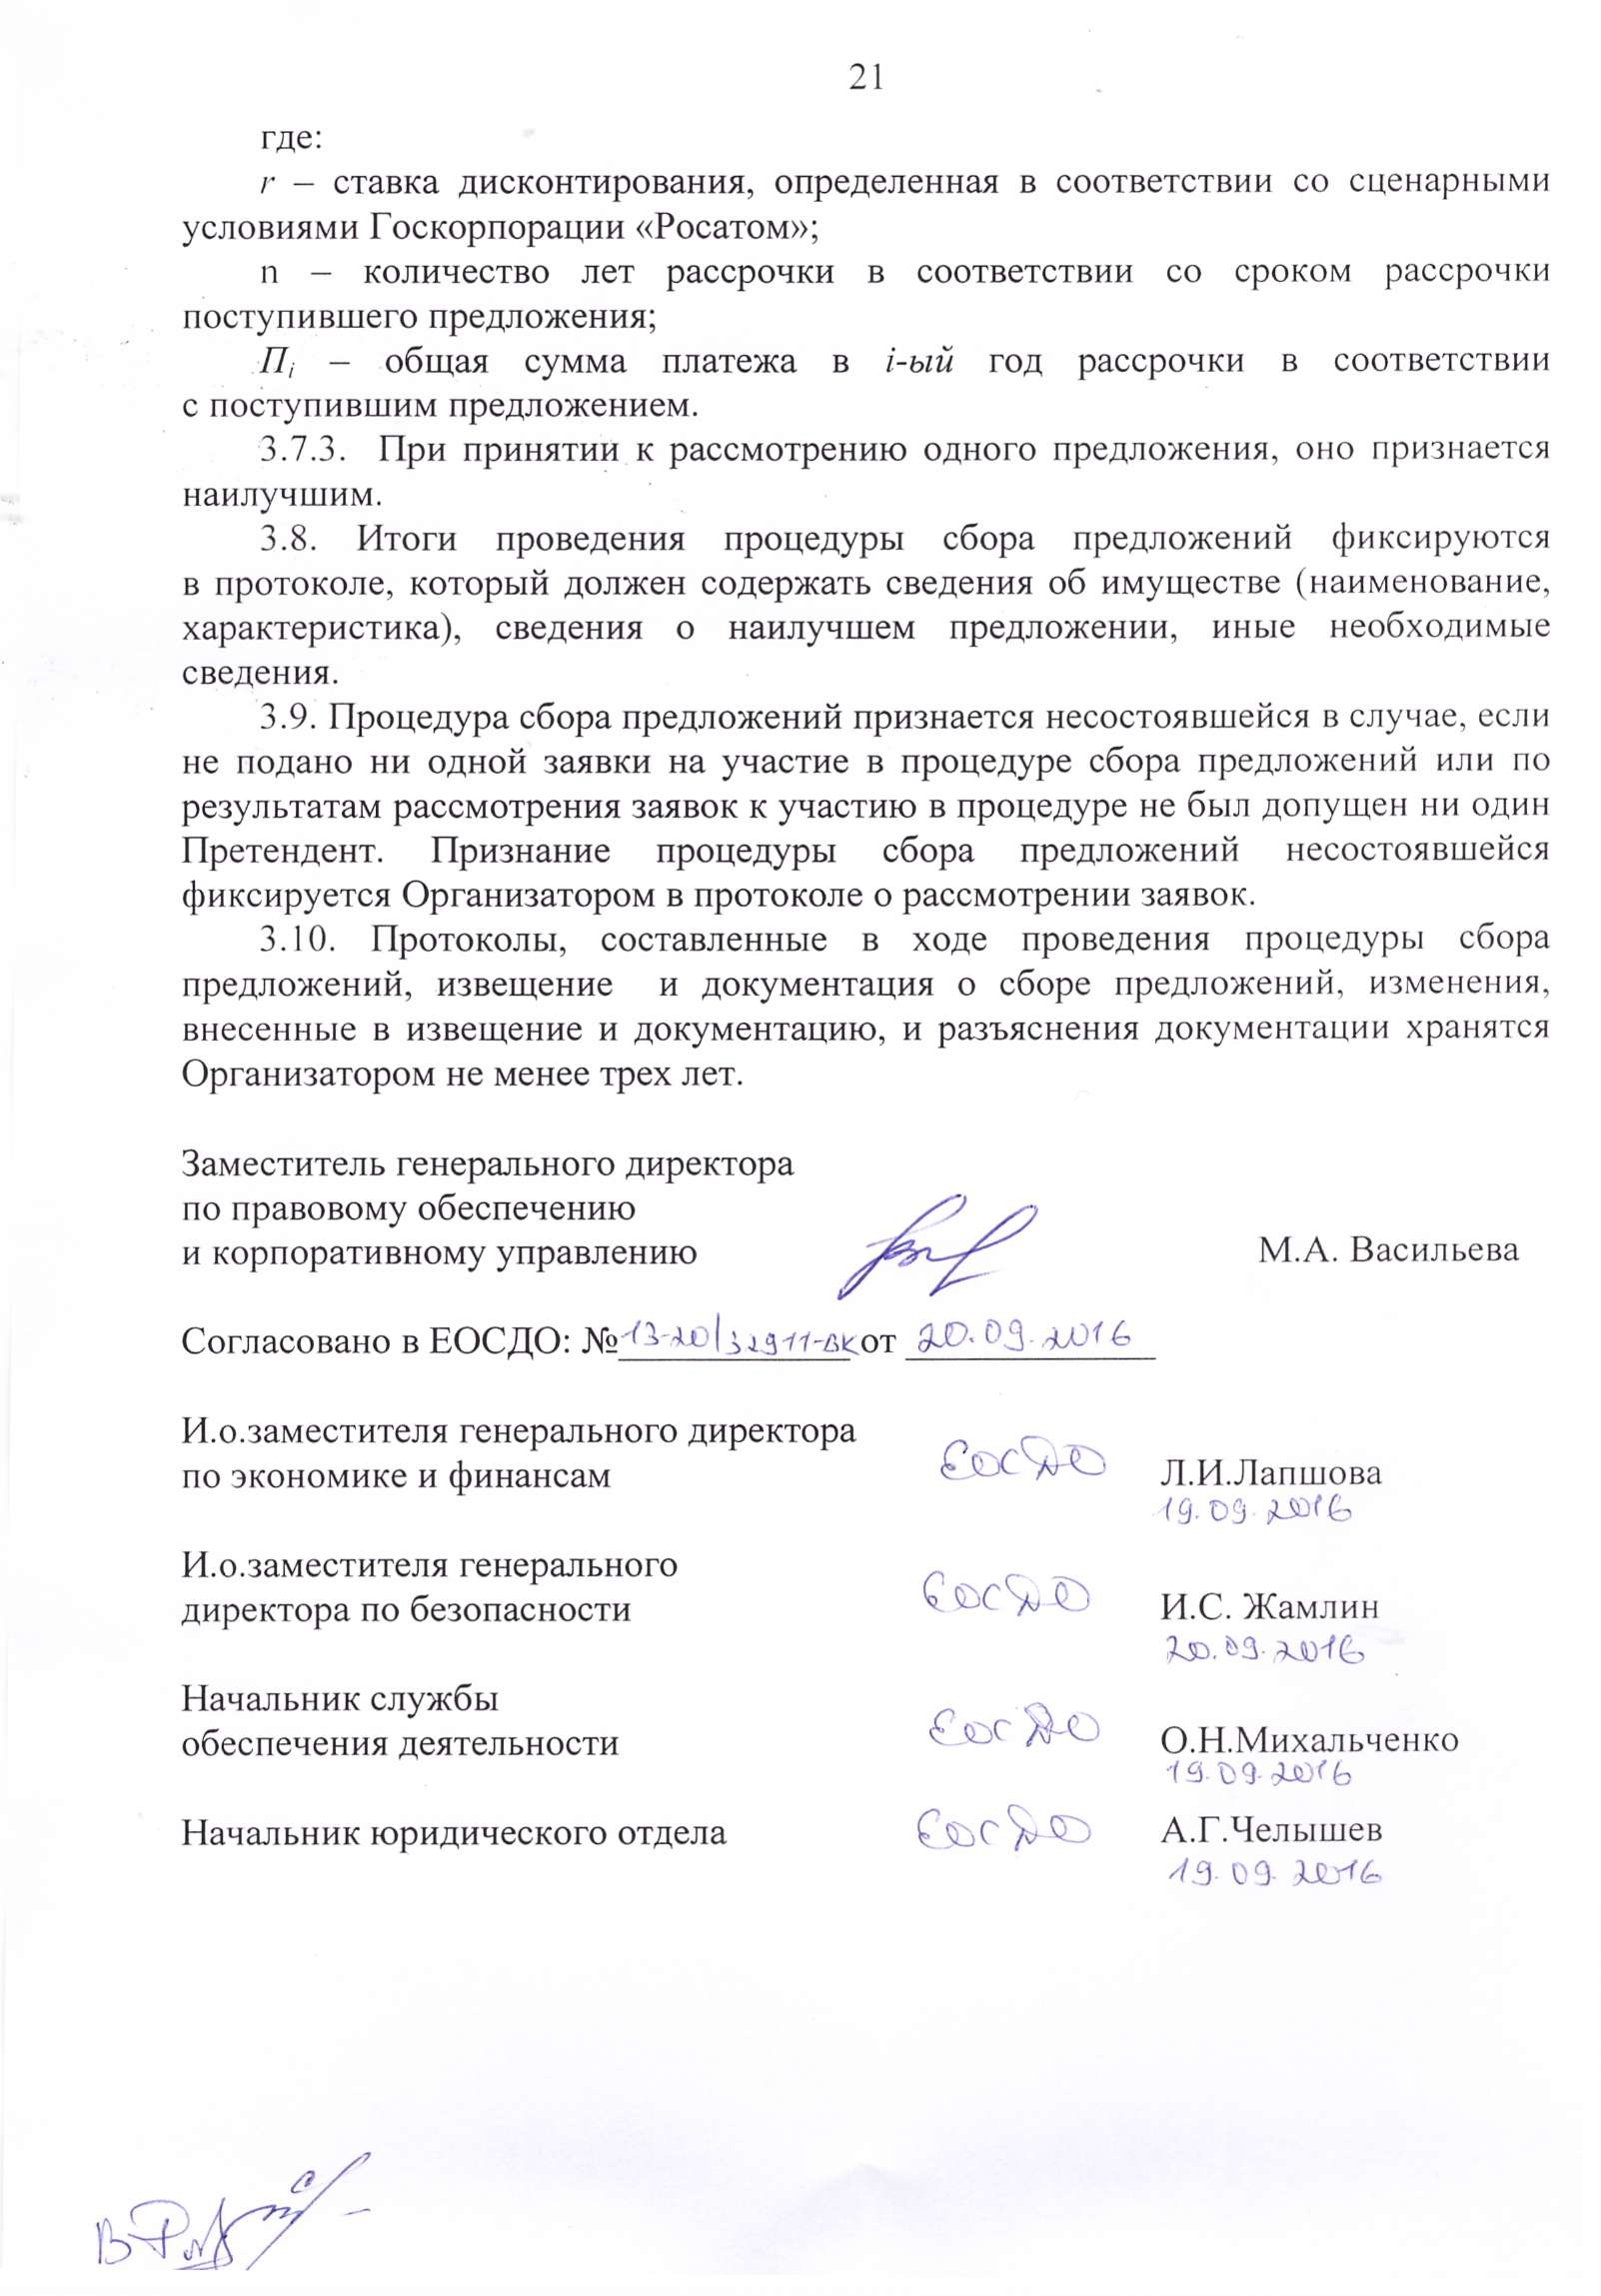 21
где:
r – ставка дисконтирования, определенная в соответствии со сценарными
условиями Госкорпорации «Росатом»;
n – количество лет рассрочки в соответствии со сроком рассрочки
поступившего предложения;
Пi – общая сумма платежа в i-ый год рассрочки в соответствии
с поступившим предложением.
3.7.3. При принятии к рассмотрению одного предложения, оно признается
наилучшим.
3.8. Итоги проведения процедуры сбора предложений фиксируются
в протоколе, который должен содержать сведения об имуществе (наименование,
характеристика), сведения о наилучшем предложении, иные необходимые
сведения.
3.9. Процедура сбора предложений признается несостоявшейся в случае, если
не подано ни одной заявки на участие в процедуре сбора предложений или по
результатам рассмотрения заявок к участию в процедуре не был допущен ни один
Претендент. Признание процедуры сбора предложений несостоявшейся
фиксируется Организатором в протоколе о рассмотрении заявок.
3.10. Протоколы, составленные в ходе проведения процедуры сбора
предложений, извещение и документация о сборе предложений, изменения,
внесенные в извещение и документацию, и разъяснения документации хранятся
Организатором не менее трех лет.
Заместитель генерального директора
по правовому обеспечению
и корпоративному управлению М.А. Васильева
Согласовано в ЕОСДО: №13-20/32911-ВК от 20.09.2016
И.о.заместителя генерального директора
по экономике и финансам ЕОСДО Л.И.Лапшова
19.09.2016
И.о.заместителя генерального
директора по безопасности ЕОСДО И.С. Жамлин
20.09.2016
Начальник службы
обеспечения деятельности ЕОСДО О.Н.Михальченко
19.09.2016
Начальник юридического отдела ЕОСДО А.Г.Челышев
19.09.2016